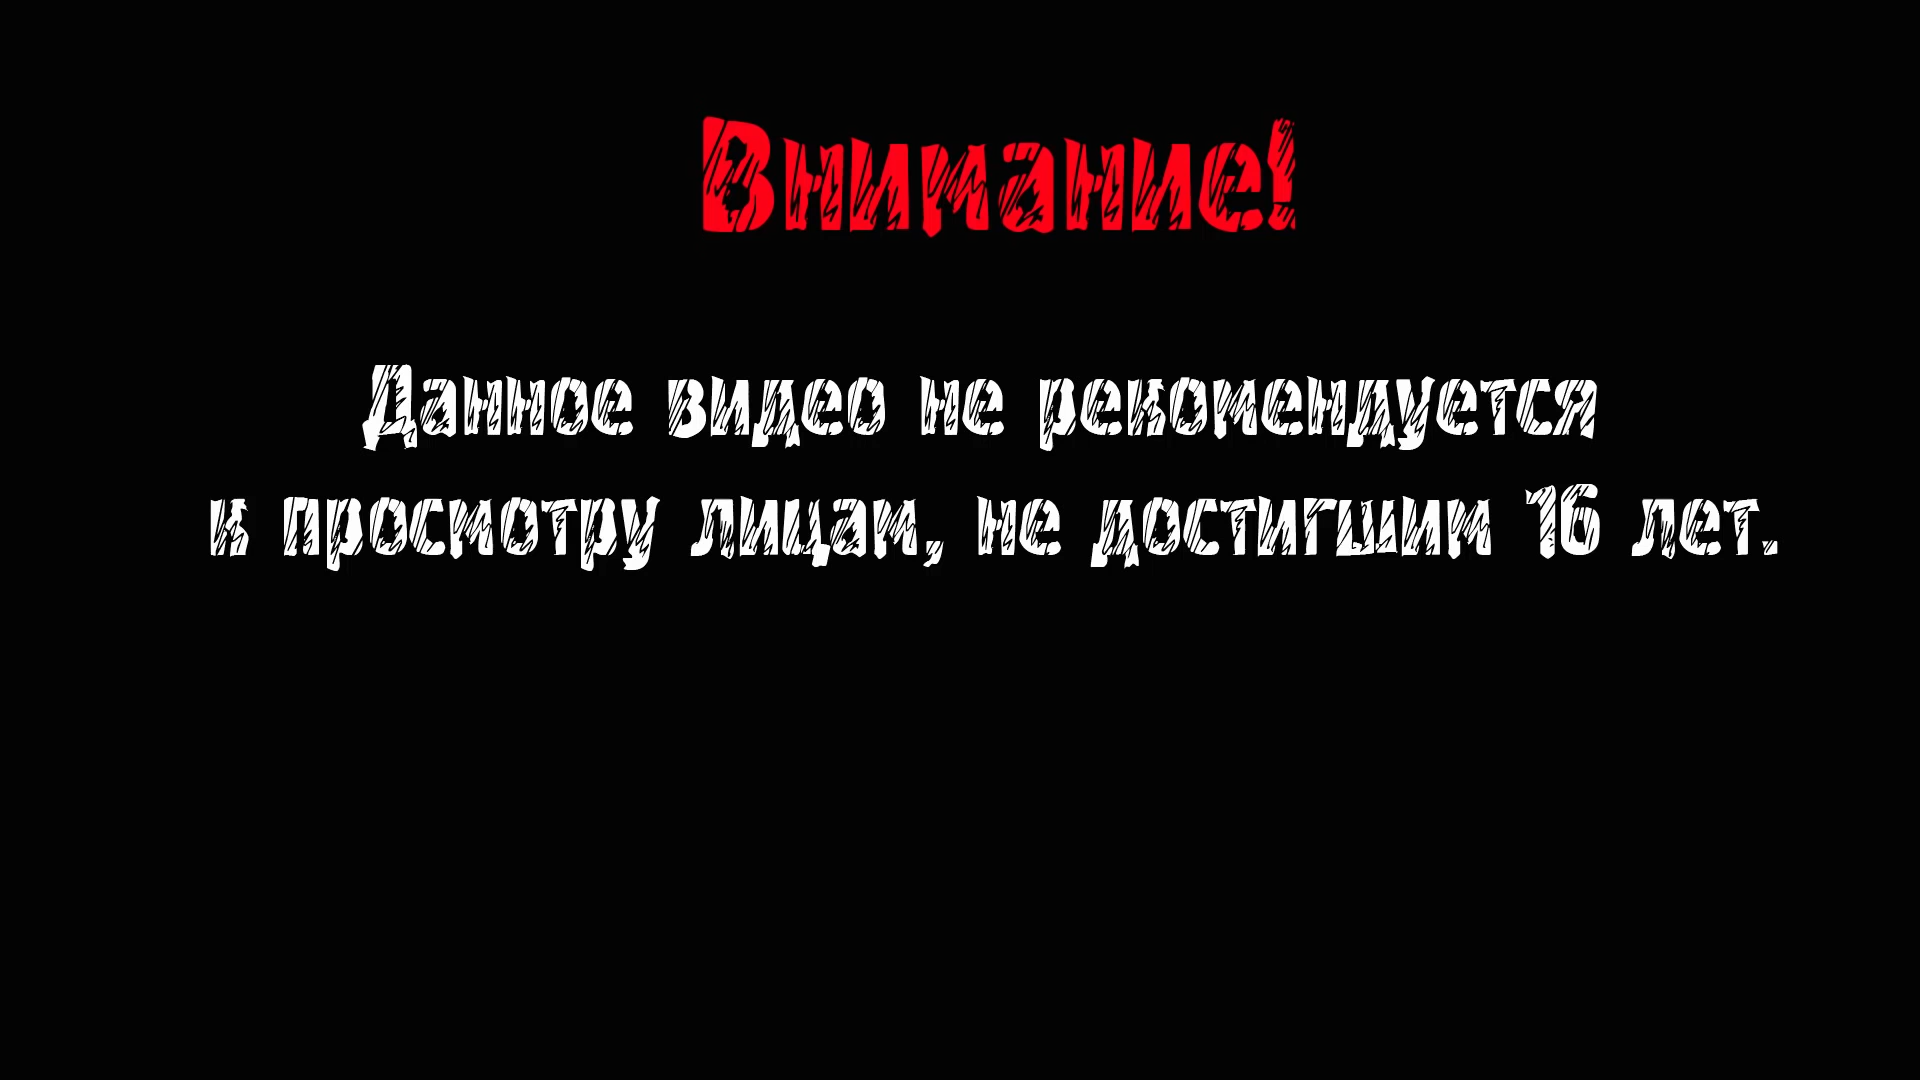 Внимание!
Данное видео не рекомендуется
к просмотру лицам, не достигшим 16 лет.